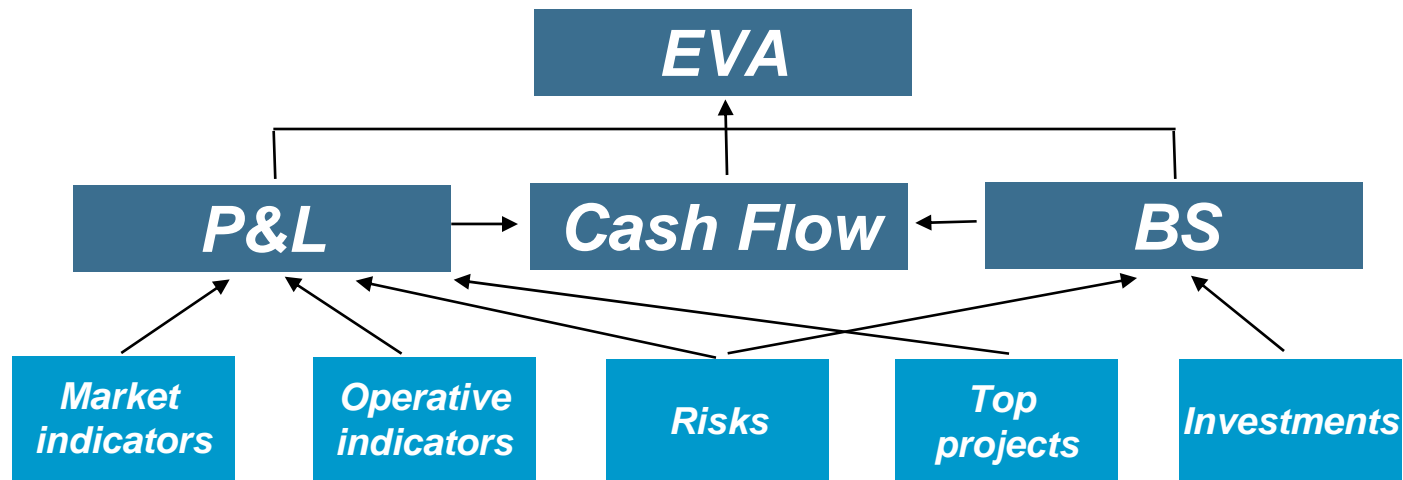 EVA
P&L
Cash Flow
BS
Market
indicators
Operative
indicators
Risks
Top
projects
Investments